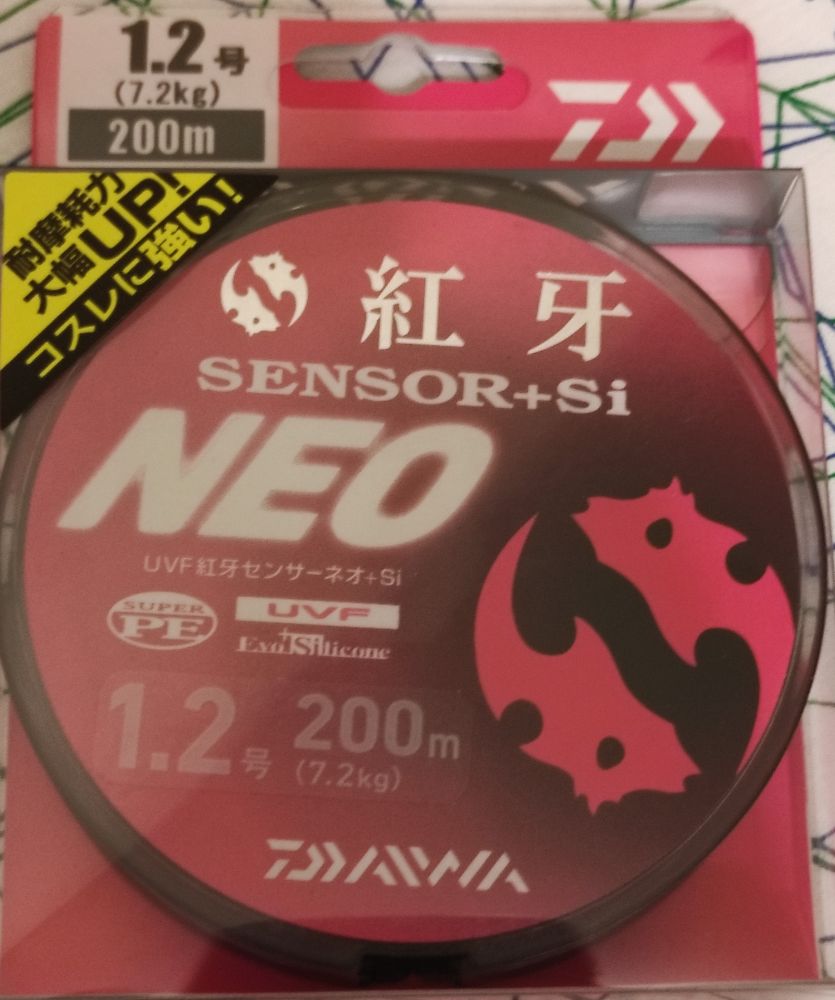 1.2号
(7.2kg)
200m
耐摩耗力
大幅UP!
コスレに強い!
紅牙
SENSOR+Si
NEO
UVF紅牙センサーネオ+Si
SUPER
PE
UVF
Evo+Silicone
1.2号 200m
(7.2kg)
DAIWA